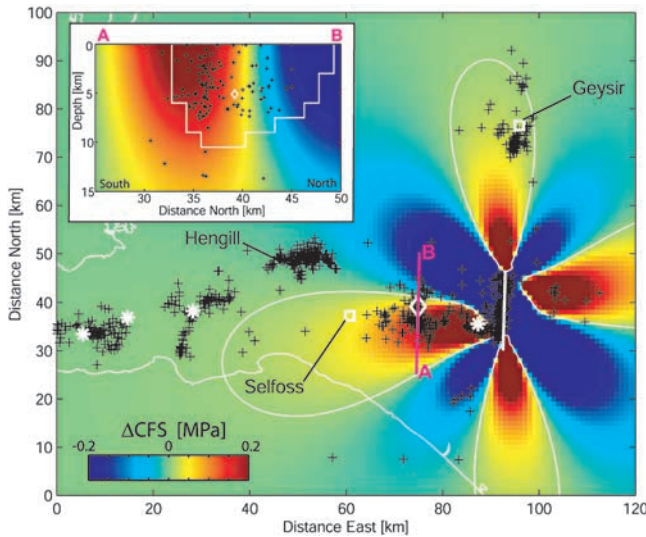 100
90
80
70
60
50
40
30
20
10
0
Distance North [km]
0
20
40
60
80
100
120
Distance East [km]
A
B
0
5
10
15
Depth [km]
South
North
25
30
35
40
45
50
Distance North [km]
Geysir
Hengill
Selfoss
B
A
ΔCFS [MPa]
-0.2
0
0.2